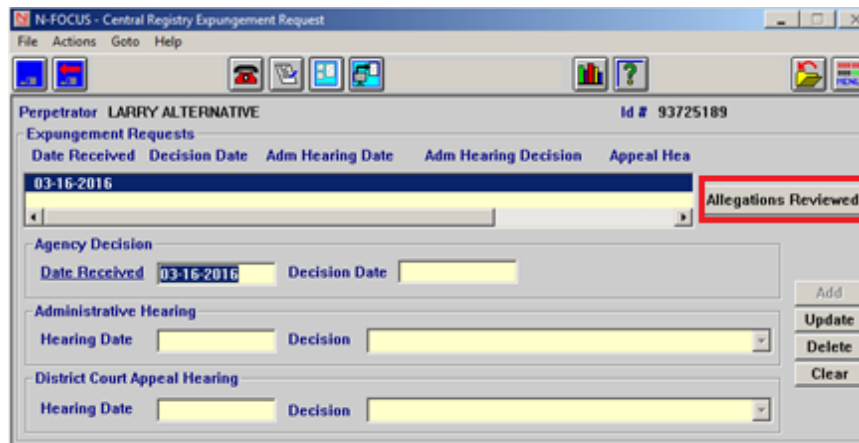 N-FOCUS - Central Registry Expungement Request
File Actions Goto Help
MENU
Perpetrator LARRY ALTERNATIVE Id # 93725189
Expungement Requests
Date Received Decision Date Adm Hearing Date Adm Hearing Decision Appeal Hea
03-16-2016
Allegations Reviewed
Agency Decision
Date Received 03-16-2016 Decision Date
Add
Administrative Hearing
Update
Hearing Date Decision
Delete
District Court Appeal Hearing
Clear
Hearing Date Decision